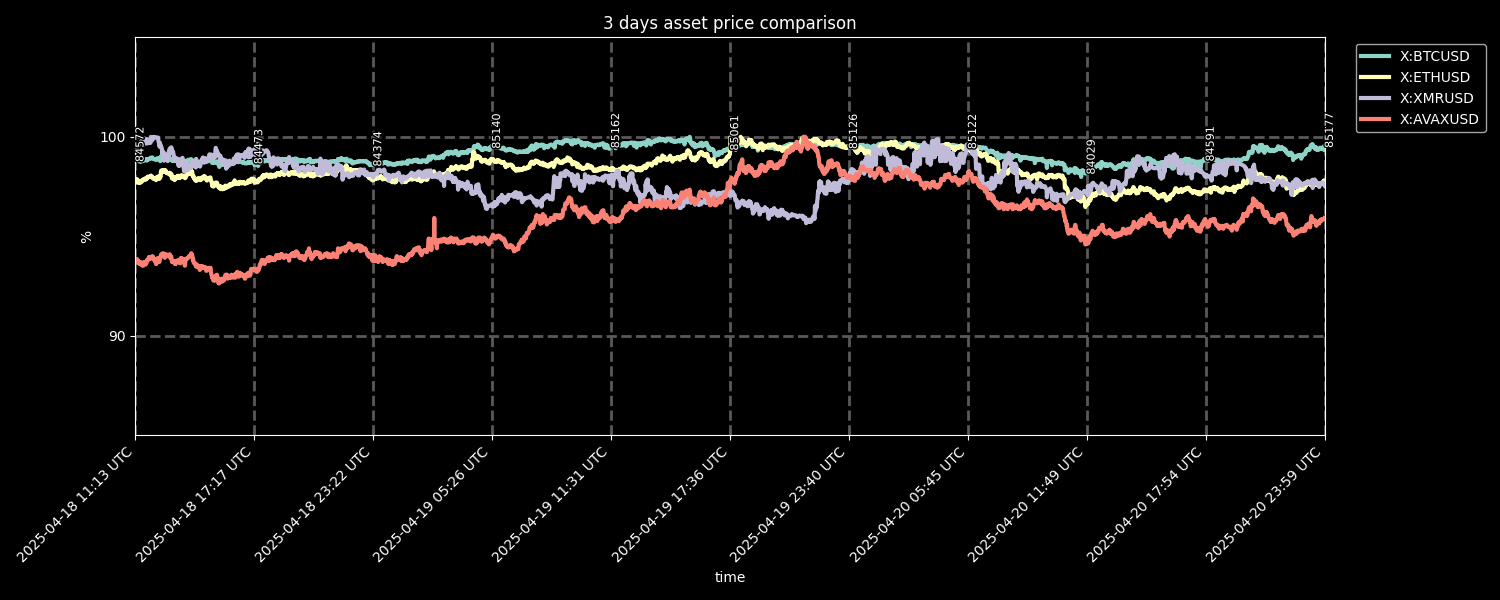 3 days asset price comparison
X:BTCUSD
X:ETHUSD
X:XMRUSD
X:AVAXUSD
%
100
90
84572
84473
84374
85140
85162
85061
85126
85122
84029
84591
85177
2025-04-18 11:13 UTC
2025-04-18 17:17 UTC
2025-04-18 23:22 UTC
2025-04-19 05:26 UTC
2025-04-19 11:31 UTC
2025-04-19 17:36 UTC
2025-04-19 23:40 UTC
2025-04-20 05:45 UTC
2025-04-20 11:49 UTC
2025-04-20 17:54 UTC
2025-04-20 23:59 UTC
time